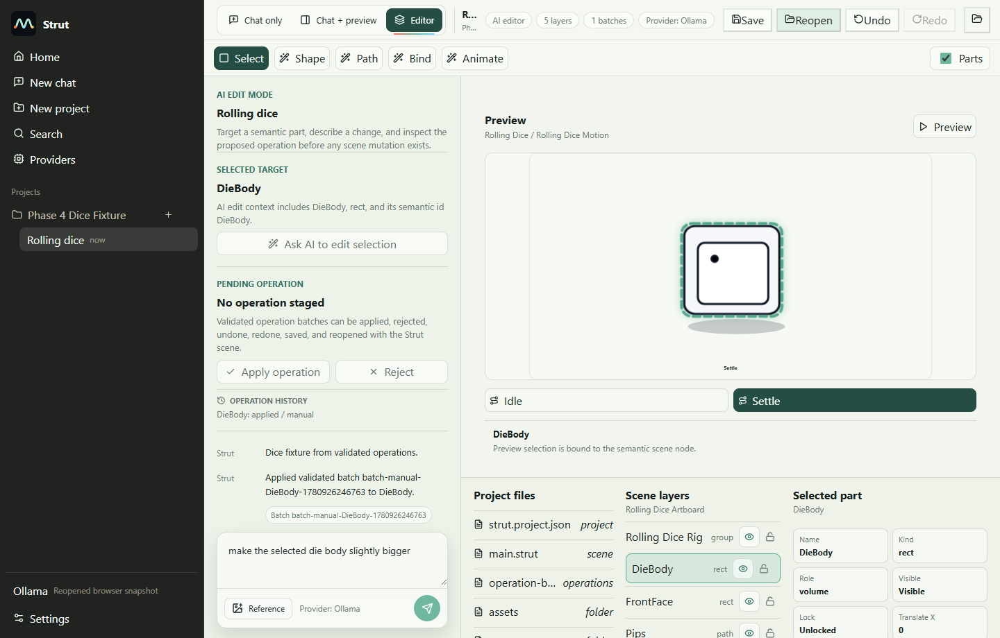 Strut
Home
New chat
New project
Search
Providers
Projects
Phase 4 Dice Fixture +
Rolling dice now
Ollama Reopened browser snapshot
Settings
Chat only
Chat + preview
Editor
R...
Ph...
AI editor
5 layers
1 batches
Provider: Ollama
Save
Reopen
Undo
Redo
Select
Shape
Path
Bind
Animate
Parts
AI EDIT MODE
Rolling dice
Target a semantic part, describe a change, and inspect the
proposed operation before any scene mutation exists.
SELECTED TARGET
DieBody
AI edit context includes DieBody, rect, and its semantic id
DieBody.
Ask AI to edit selection
PENDING OPERATION
No operation staged
Validated operation batches can be applied, rejected,
undone, redone, saved, and reopened with the Strut
scene.
Apply operation
Reject
OPERATION HISTORY
DieBody: applied / manual
Strut Dice fixture from validated operations.
Strut Applied validated batch batch-manual-
DieBody-1780926246763 to DieBody.
Batch batch-manual-DieBody-1780926246763
make the selected die body slightly bigger
Reference
Provider: Ollama
Preview
Rolling Dice / Rolling Dice Motion
Preview
Settle
Idle
Settle
DieBody
Preview selection is bound to the semantic scene node.
Project files
strut.project.json project
main.strut scene
operation-b... operations
assets folder
Scene layers
Rolling Dice Artboard
Rolling Dice Rig group
DieBody rect
FrontFace rect
Pips path
Selected part
DieBody
Name
DieBody
Kind
rect
Role
volume
Visible
Visible
Lock
Unlocked
Translate X
0